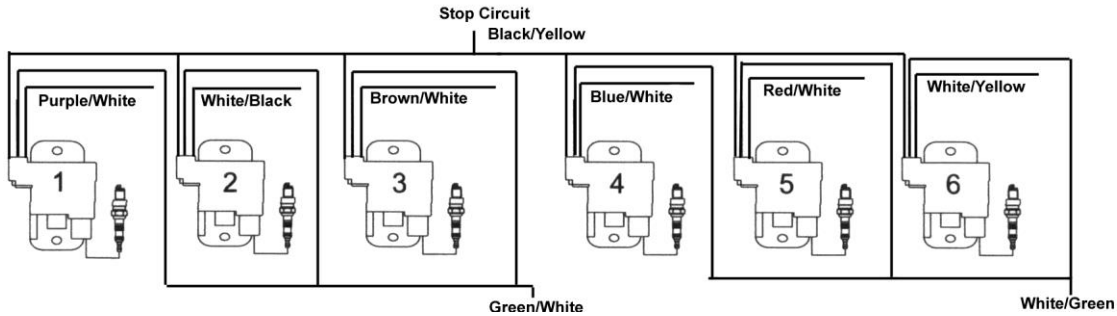 Stop Circuit
Black/Yellow
Purple/White
White/Black
Brown/White
Blue/White
Red/White
White/Yellow
1
2
3
4
5
6
Green/White
White/Green